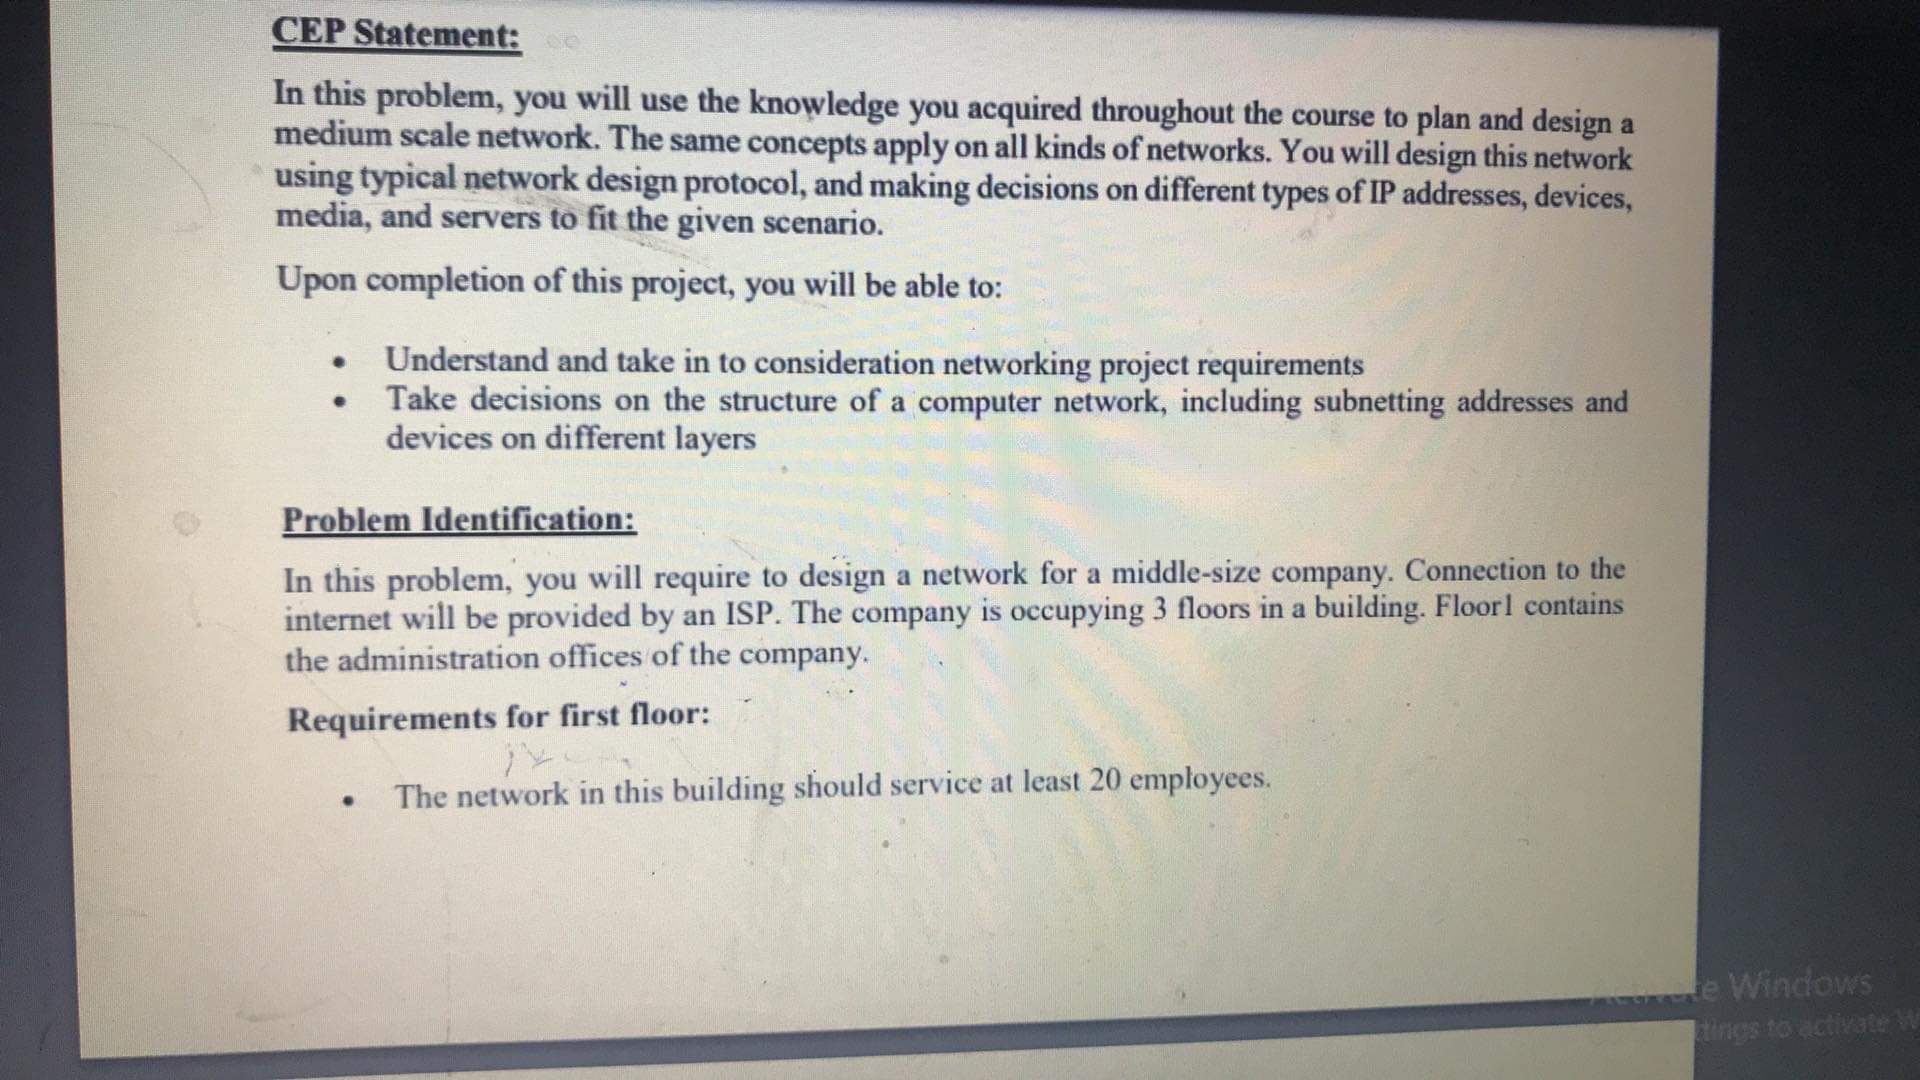 CEP Statement:
In this problem, you will use the knowledge you acquired throughout the course to plan and design a
medium scale network. The same concepts apply on all kinds of networks. You will design this network
using typical network design protocol, and making decisions on different types of IP addresses, devices,
media, and servers to fit the given scenario.
Upon completion of this project, you will be able to:
• Understand and take in to consideration networking project requirements
• Take decisions on the structure of a computer network, including subnetting addresses and
devices on different layers
Problem Identification:
In this problem, you will require to design a network for a middle-size company. Connection to the
internet will be provided by an ISP. The company is occupying 3 floors in a building. Floor1 contains
the administration offices of the company.
Requirements for first floor:
• The network in this building should service at least 20 employees.
Activate Windows
ttings to activate W